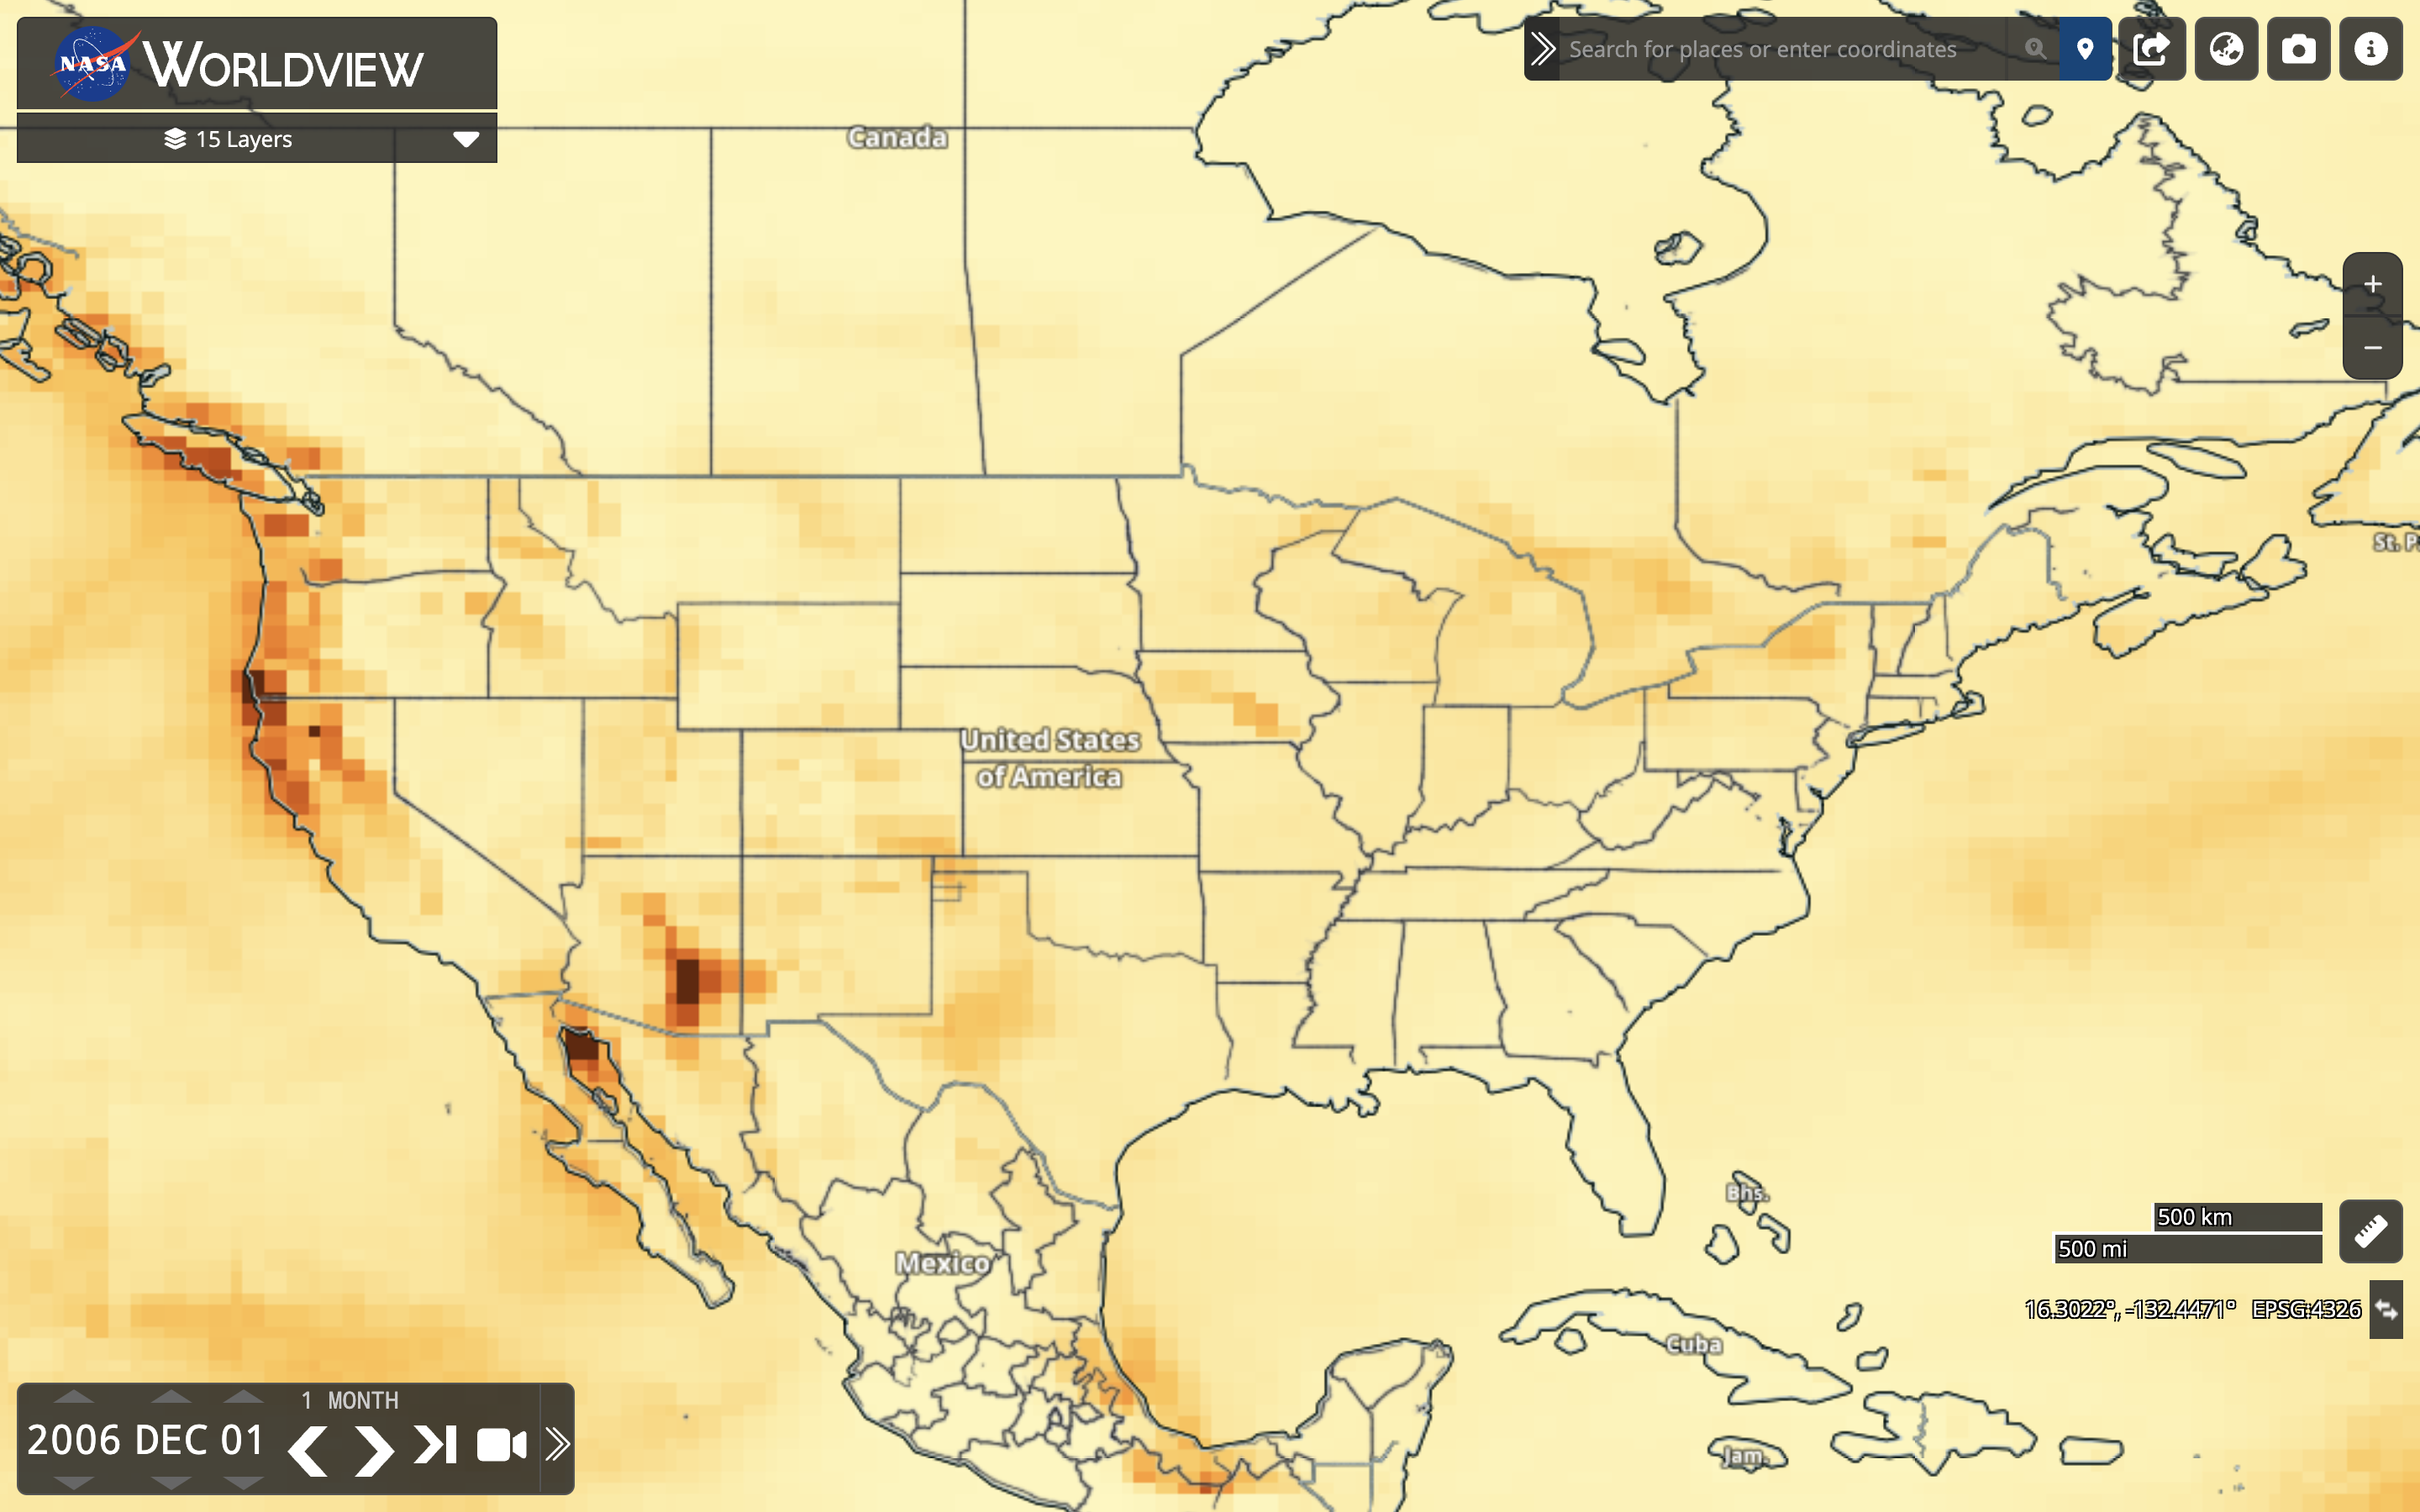 NASA WORLDVIEW
15 Layers
Search for places or enter coordinates
Canada
St. P
United States
of America
Bhs.
500 km
500 mi
Mexico
16.3022°, -132.4471° EPSG:4326
Cuba
1 MONTH
2006 DEC 01
Jam.